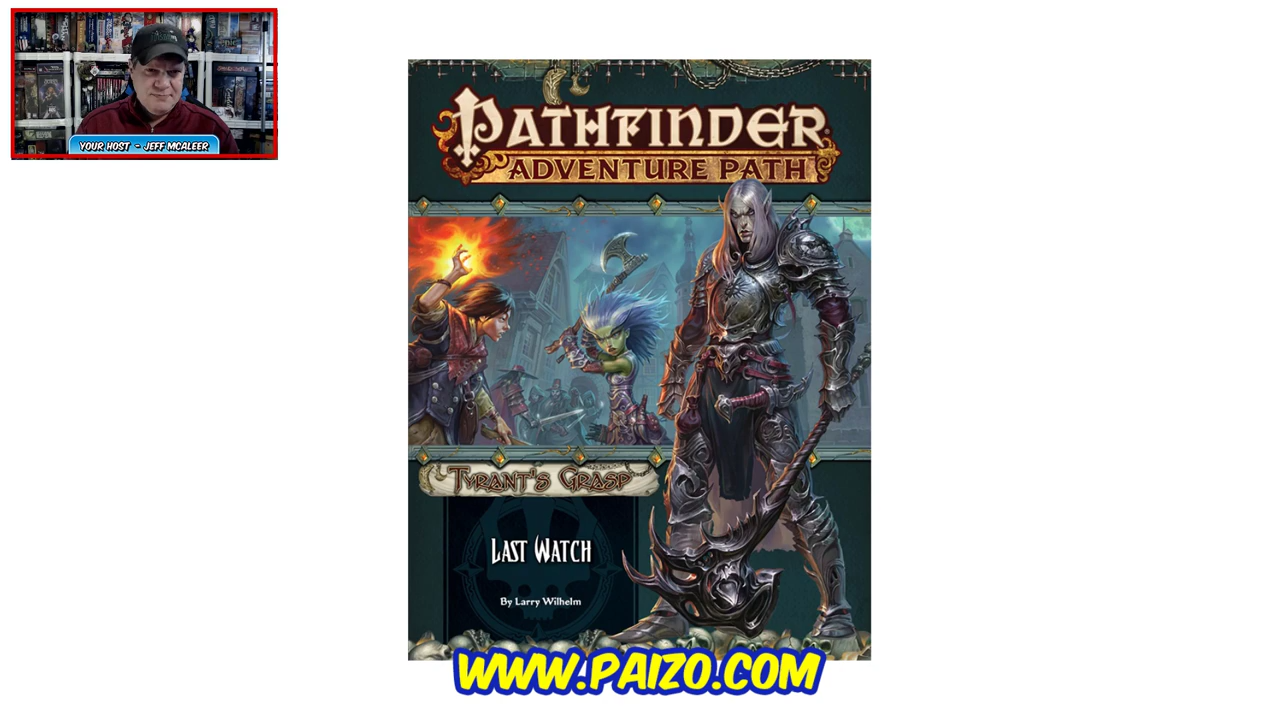 YOUR HOST - JEFF MCALEER
PATHFINDER®
ADVENTURE PATH
TYRANT'S GRASP
LAST WATCH
By Larry Wilhelm
WWW.PAIZO.COM